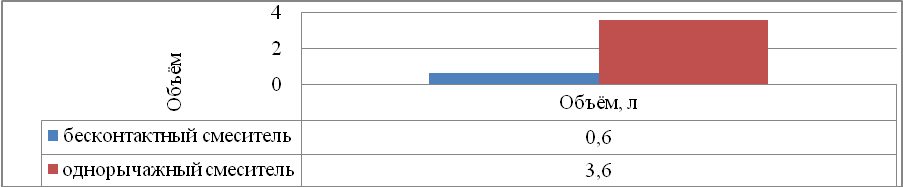 4
2
0
Объём
Объём, л
бесконтактный смеситель 0,6
однорычажный смеситель 3,6